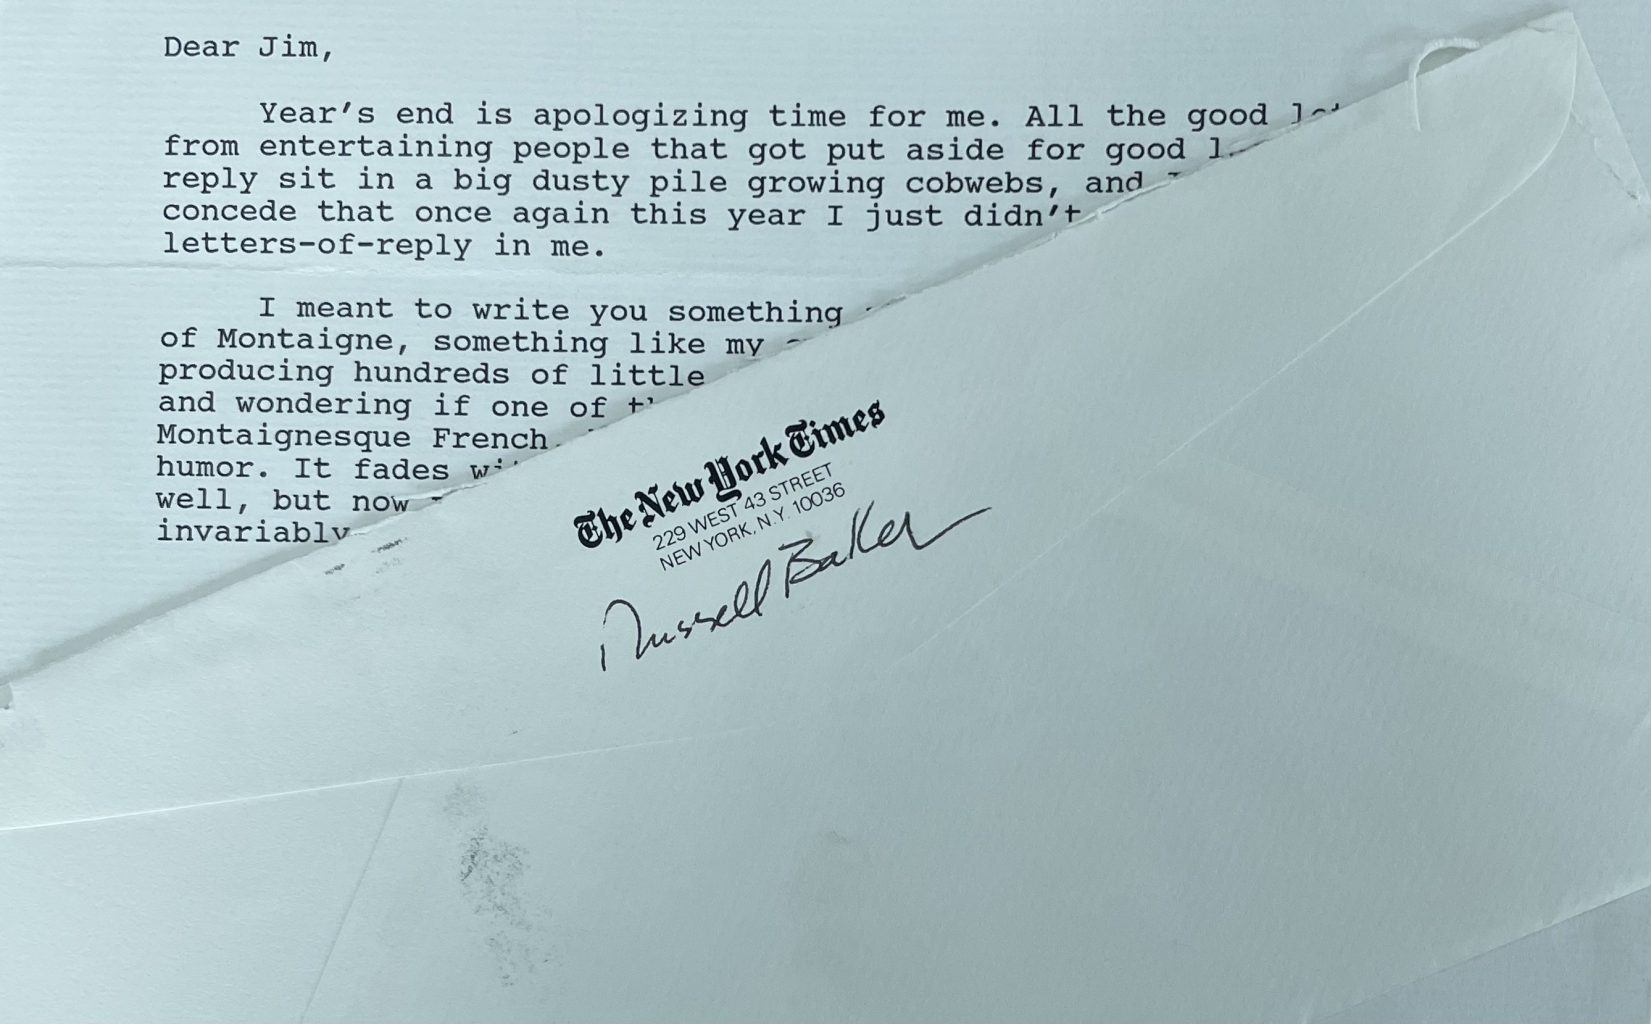 Dear Jim,
Year's end is apologizing time for me. All the good
from entertaining people that got put aside for good
reply sit in a big dusty pile growing cobwebs, and
concede that once again this year I just didn't
letters-of-reply in me.
I meant to write you something
of Montaigne, something like my
producing hundreds of little
and wondering if one of
Montaignesque French
humor. It fades
well, but now
invariably
The New York Times
229 WEST 43 STREET
NEW YORK, N.Y. 10036
Russell Baker